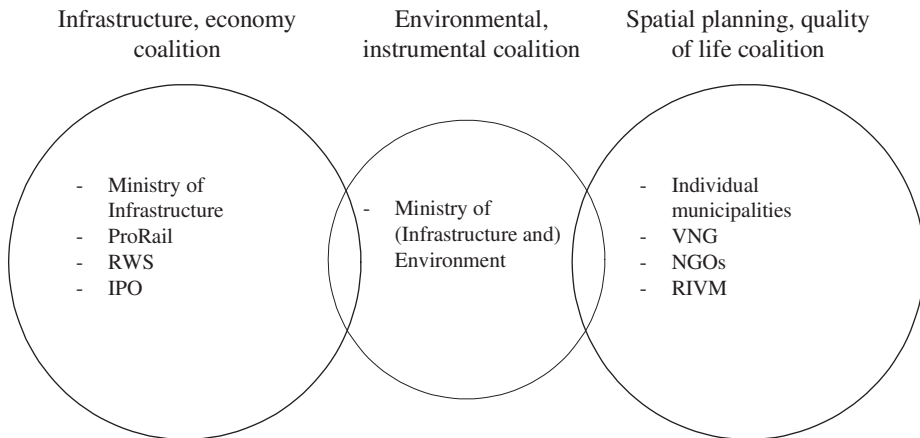 Infrastructure, economy
coalition
Environmental,
instrumental coalition
Spatial planning, quality
of life coalition
- Ministry of
Infrastructure
- ProRail
- RWS
- IPO
- Ministry of
(Infrastructure and)
Environment
- Individual
municipalities
- VNG
- NGOs
- RIVM